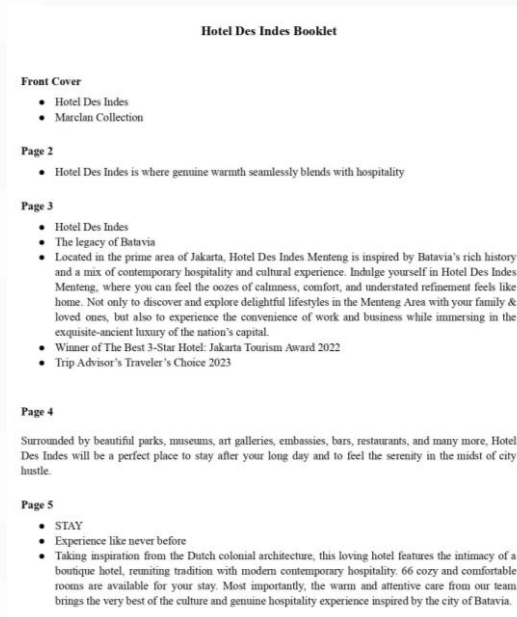 Hotel Des Indes Booklet
Front Cover
● Hotel Des Indes
● Marclan Collection
Page 2
● Hotel Des Indes is where genuine warmth seamlessly blends with hospitality
Page 3
● Hotel Des Indes
● The legacy of Batavia
● Located in the prime area of Jakarta, Hotel Des Indes Menteng is inspired by Batavia's rich history
and a mix of contemporary hospitality and cultural experience. Indulge yourself in Hotel Des Indes
Menteng, where you can feel the oozes of calmness, comfort, and understated refinement feels like
home. Not only to discover and explore delightful lifestyles in the Menteng Area with your family &
loved ones, but also to experience the convenience of work and business while immersing in the
exquisite-ancient luxury of the nation's capital.
● Winner of The Best 3-Star Hotel: Jakarta Tourism Award 2022
● Trip Advisor's Traveler's Choice 2023
Page 4
Surrounded by beautiful parks, museums, art galleries, embassies, bars, restaurants, and many more, Hotel
Des Indes will be a perfect place to stay after your long day and to feel the serenity in the midst of city
hustle.
Page 5
● STAY
● Experience like never before
● Taking inspiration from the Dutch colonial architecture, this loving hotel features the intimacy of a
boutique hotel, reuniting tradition with modern contemporary hospitality. 66 cozy and comfortable
rooms are available for your stay. Most importantly, the warm and attentive care from our team
brings the very best of the culture and genuine hospitality experience inspired by the city of Batavia.